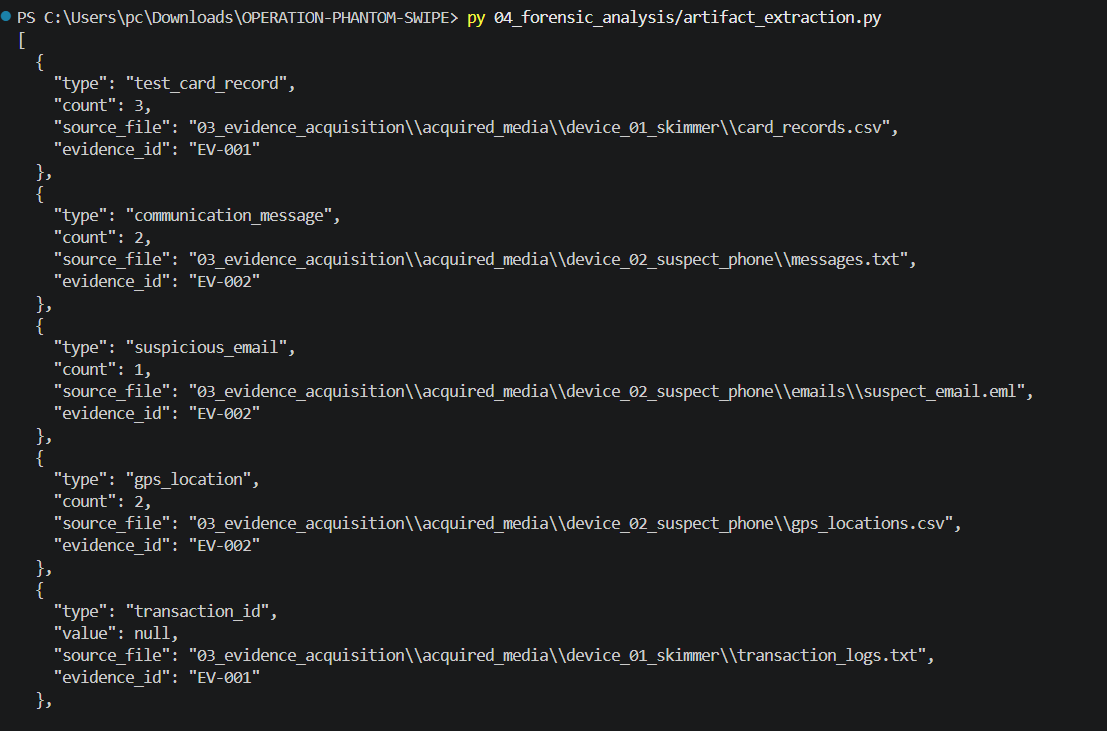 PS C:\Users\pc\Downloads\OPERATION-PHANTOM-SWIPE> py 04_forensic_analysis/artifact_extraction.py
[
  {
    "type": "test_card_record",
    "count": 3,
    "source_file": "03_evidence_acquisition\\acquired_media\\device_01_skimmer\\card_records.csv",
    "evidence_id": "EV-001"
  },
  {
    "type": "communication_message",
    "count": 2,
    "source_file": "03_evidence_acquisition\\acquired_media\\device_02_suspect_phone\\messages.txt",
    "evidence_id": "EV-002"
  },
  {
    "type": "suspicious_email",
    "count": 1,
    "source_file": "03_evidence_acquisition\\acquired_media\\device_02_suspect_phone\\emails\\suspect_email.eml",
    "evidence_id": "EV-002"
  },
  {
    "type": "gps_location",
    "count": 2,
    "source_file": "03_evidence_acquisition\\acquired_media\\device_02_suspect_phone\\gps_locations.csv",
    "evidence_id": "EV-002"
  },
  {
    "type": "transaction_id",
    "value": null,
    "source_file": "03_evidence_acquisition\\acquired_media\\device_01_skimmer\\transaction_logs.txt",
    "evidence_id": "EV-001"
  },